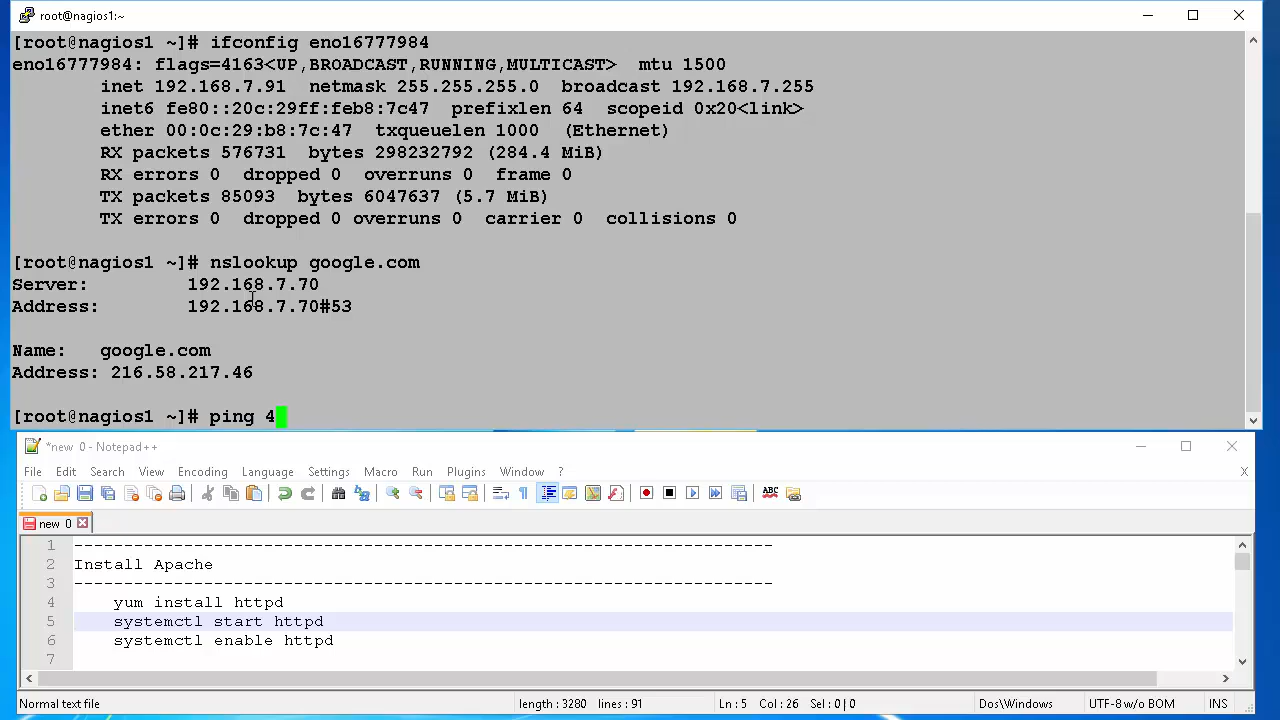 root@nagios1:~
[root@nagios1 ~]# ifconfig eno16777984
eno16777984: flags=4163<UP,BROADCAST,RUNNING,MULTICAST>  mtu 1500
inet 192.168.7.91  netmask 255.255.255.0  broadcast 192.168.7.255
inet6 fe80::20c:29ff:feb8:7c47  prefixlen 64  scopeid 0x20<link>
ether 00:0c:29:b8:7c:47  txqueuelen 1000  (Ethernet)
RX packets 576731  bytes 298232792 (284.4 MiB)
RX errors 0  dropped 0  overruns 0  frame 0
TX packets 85093  bytes 6047637 (5.7 MiB)
TX errors 0  dropped 0 overruns 0  carrier 0  collisions 0
[root@nagios1 ~]# nslookup google.com
Server: 192.168.7.70
Address: 192.168.7.70#53
Name: google.com
Address: 216.58.217.46
[root@nagios1 ~]# ping 4
*new 0 - Notepad++
File Edit Search View Encoding Language Settings Macro Run Plugins Window ? X
ABC
new 0
1 ----------------------------------------------------------------------
2 Install Apache
3 ----------------------------------------------------------------------
4 yum install httpd
5 systemctl start httpd
6 systemctl enable httpd
7
Normal text file length : 3280 lines : 91 Ln : 5 Col : 26 Sel : 0 | 0 Dos\Windows UTF-8 w/o BOM INS